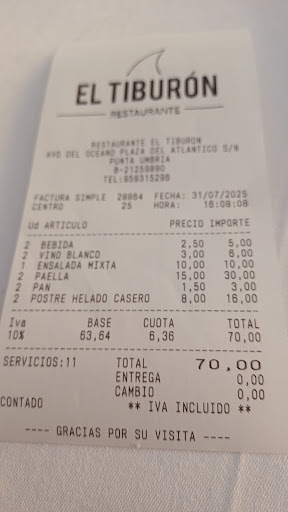 EL TIBURÓN
RESTAURANTE
RESTAURANTE EL TIBURON
AVD DEL OCEANO PLAZA DEL ATLANTICO S/N
PUNTA UMBRIA
B-21259890
TEL:959315298
FACTURA SIMPLE 26864 FECHA: 31/07/2025
CENTRO 25 HORA: 16:08:08
Ud ARTICULO PRECIO IMPORTE
2 BEBIDA 2,50 5,00
2 VINO BLANCO 3,00 6,00
1 ENSALADA MIXTA 10,00 10,00
2 PAELLA 15,00 30,00
2 PAN 1,50 3,00
2 POSTRE HELADO CASERO 8,00 16,00
Iva BASE CUOTA TOTAL
10% 63,64 6,36 70,00
SERVICIOS:11 TOTAL 70,00
ENTREGA 0,00
CAMBIO 0,00
CONTADO ** IVA INCLUIDO **
---- GRACIAS POR SU VISITA ----